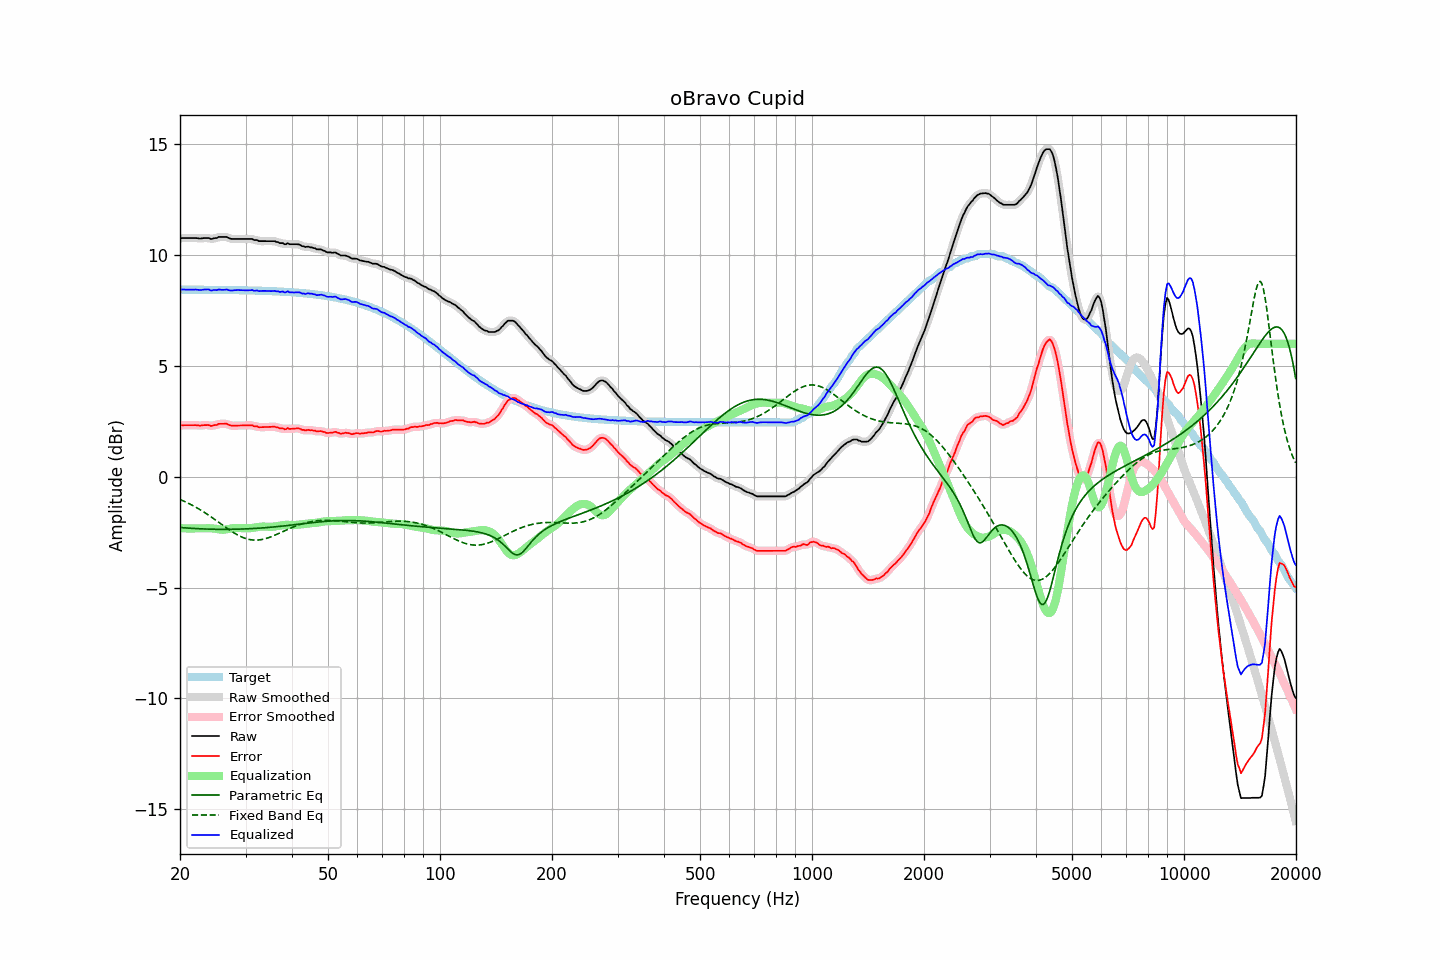 oBravo Cupid
Amplitude (dBr)
15
10
5
0
−5
−10
−15
Target
Raw Smoothed
Error Smoothed
Raw
Error
Equalization
Parametric Eq
Fixed Band Eq
Equalized
20 50 100 200 500 1000 2000 5000 10000 20000
Frequency (Hz)